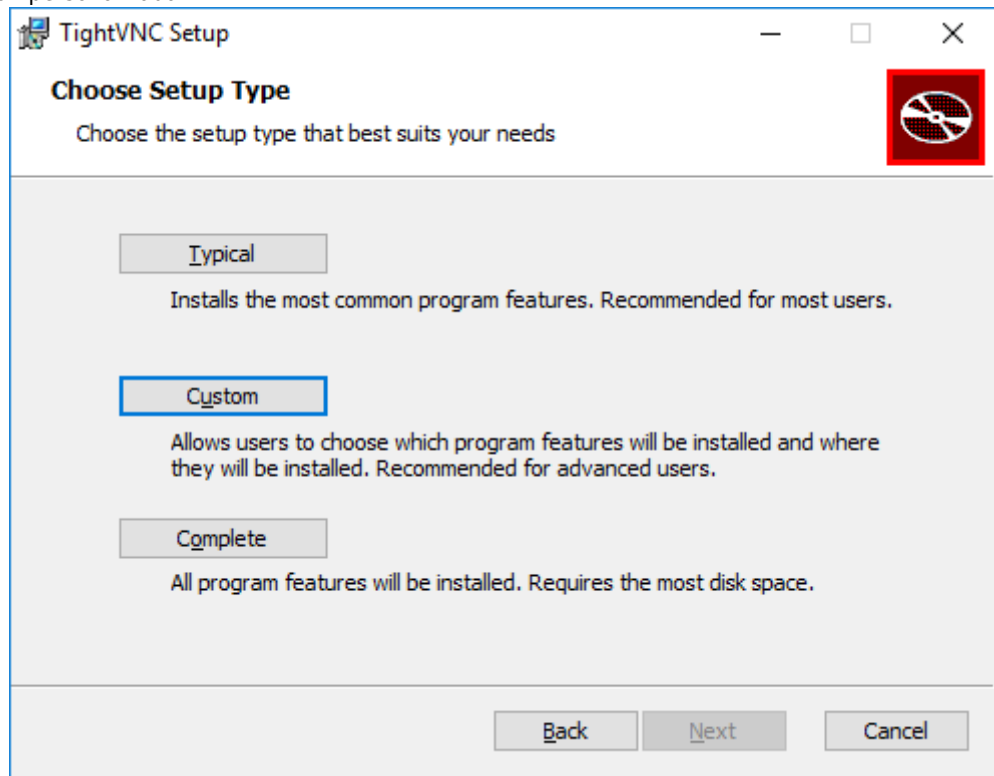 TightVNC Setup
Choose Setup Type
Choose the setup type that best suits your needs
Typical
Installs the most common program features. Recommended for most users.
Custom
Allows users to choose which program features will be installed and where
they will be installed. Recommended for advanced users.
Complete
All program features will be installed. Requires the most disk space.
Back Next Cancel